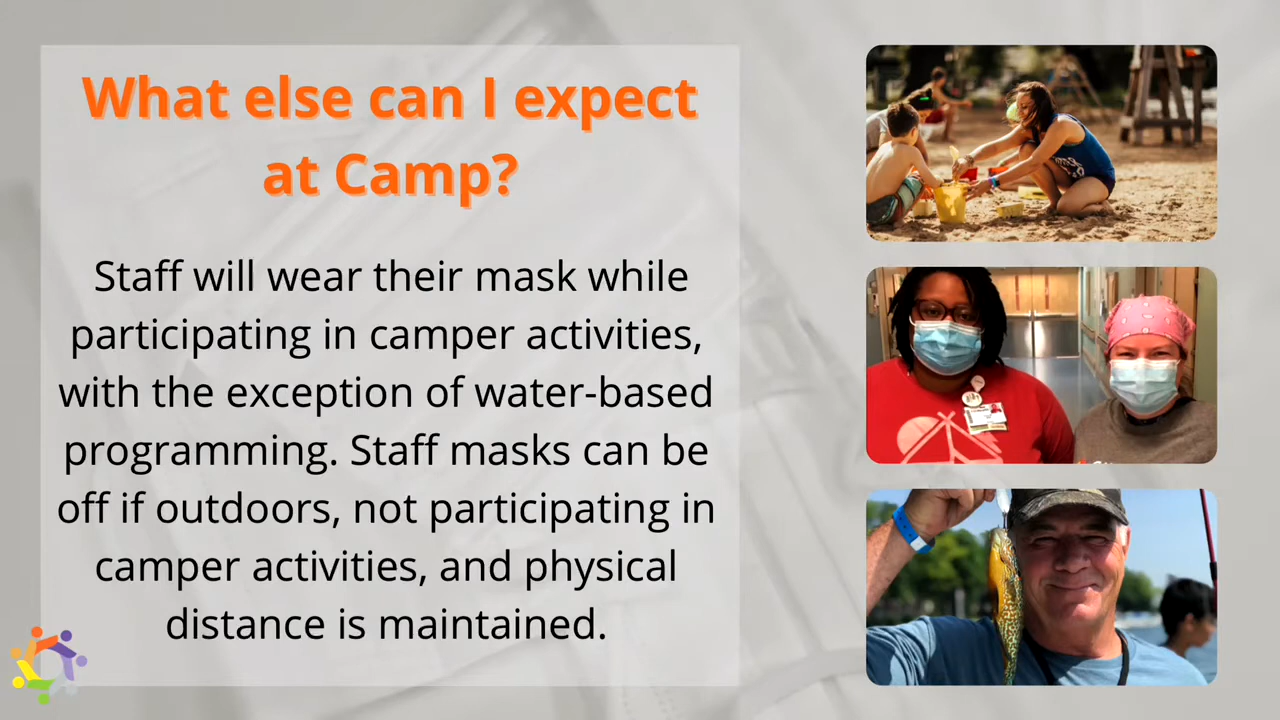 What else can I expect
at Camp?
Staff will wear their mask while
participating in camper activities,
with the exception of water-based
programming. Staff masks can be
off if outdoors, not participating in
camper activities, and physical
distance is maintained.